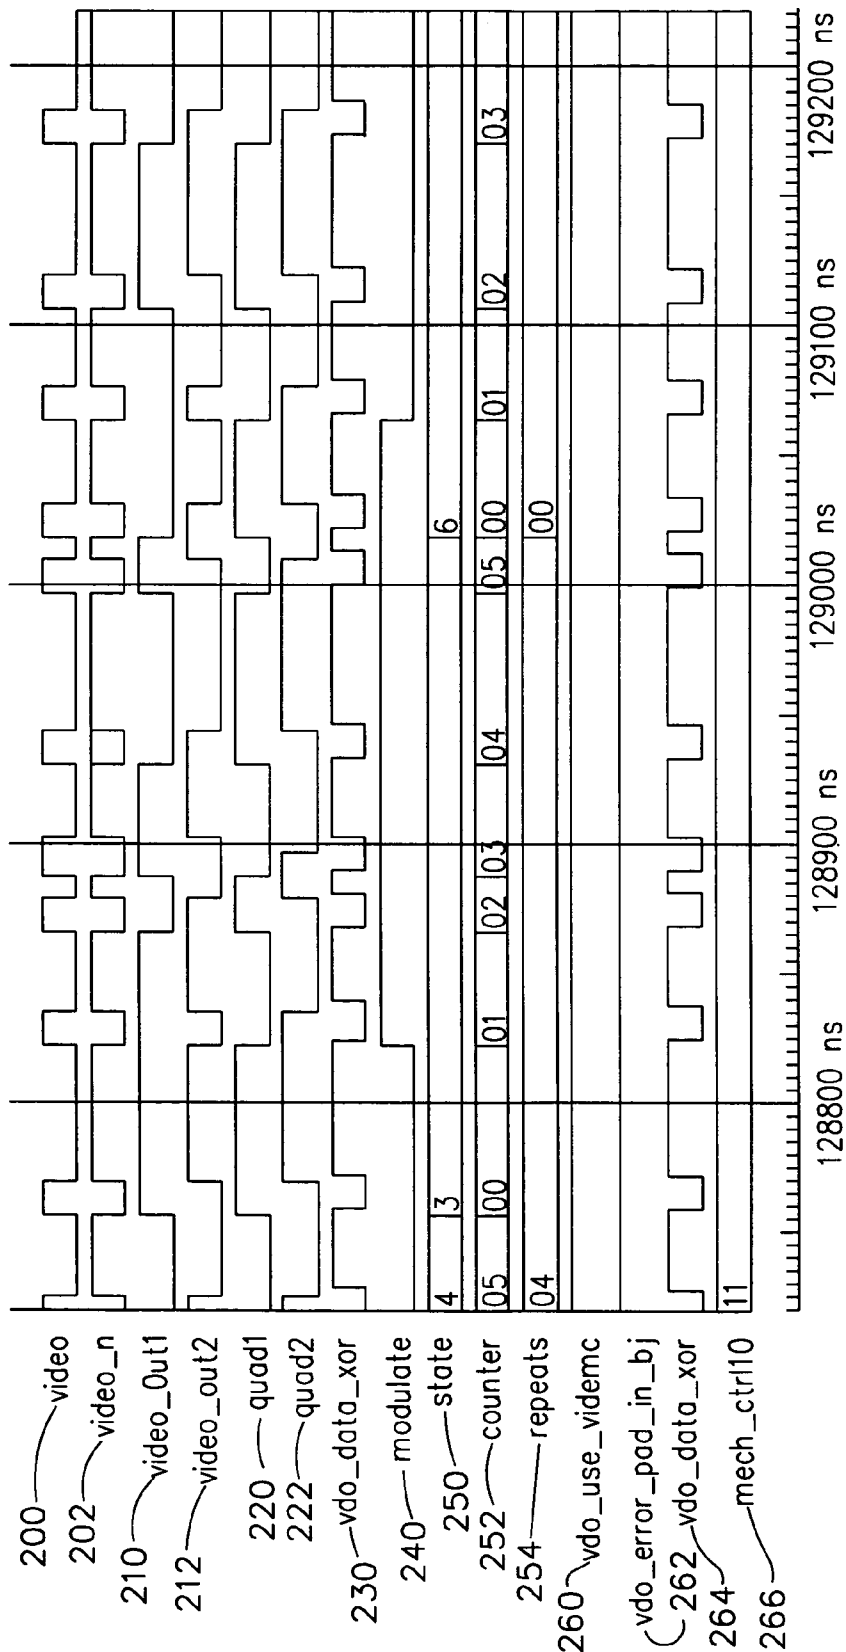 200 video
202 video_n
210 video_0ut1
212 video_out2
220 quad1
222 quad2
230 vdo_data_xor
240 modulate
250 state 4 3 6
252 counter 05 00 01 02 03 04 05 00 01 02 03
254 repeats 04 00
260 vdo_use_videmc
262 vdo_error_pad_in_bj
264 vdo_data_xor
266 mech_ctrl10 11
128800 ns 128900 ns 129000 ns 129100 ns 129200 ns